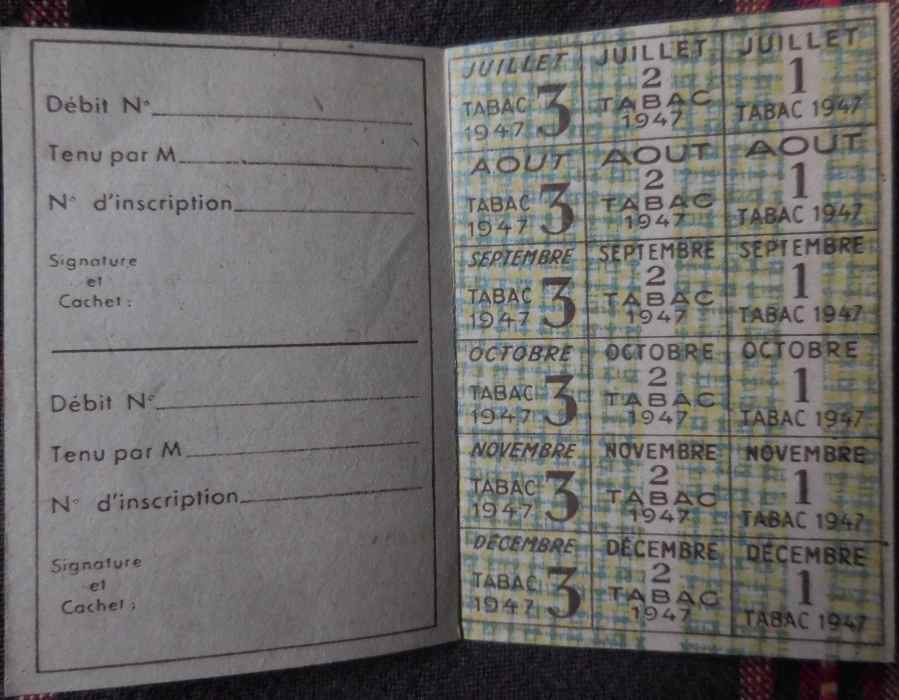 Débit N°
Tenu par M
N° d'inscription
Signature
et
Cachet :
Débit N°
Tenu par M
N° d'inscription
Signature
et
Cachet :
JUILLET
TABAC 3
1947
JUILLET
2
TABAC
1947
JUILLET
1
TABAC 1947
AOUT
TABAC 3
1947
AOUT
2
TABAC
1947
AOUT
1
TABAC 1947
SEPTEMBRE
TABAC 3
1947
SEPTEMBRE
2
TABAC
1947
SEPTEMBRE
1
TABAC 1947
OCTOBRE
TABAC 3
1947
OCTOBRE
2
TABAC
1947
OCTOBRE
1
TABAC 1947
NOVEMBRE
TABAC 3
1947
NOVEMBRE
2
TABAC
1947
NOVEMBRE
1
TABAC 1947
DÉCEMBRE
TABAC 3
1947
DÉCEMBRE
2
TABAC
1947
DÉCEMBRE
1
TABAC 1947